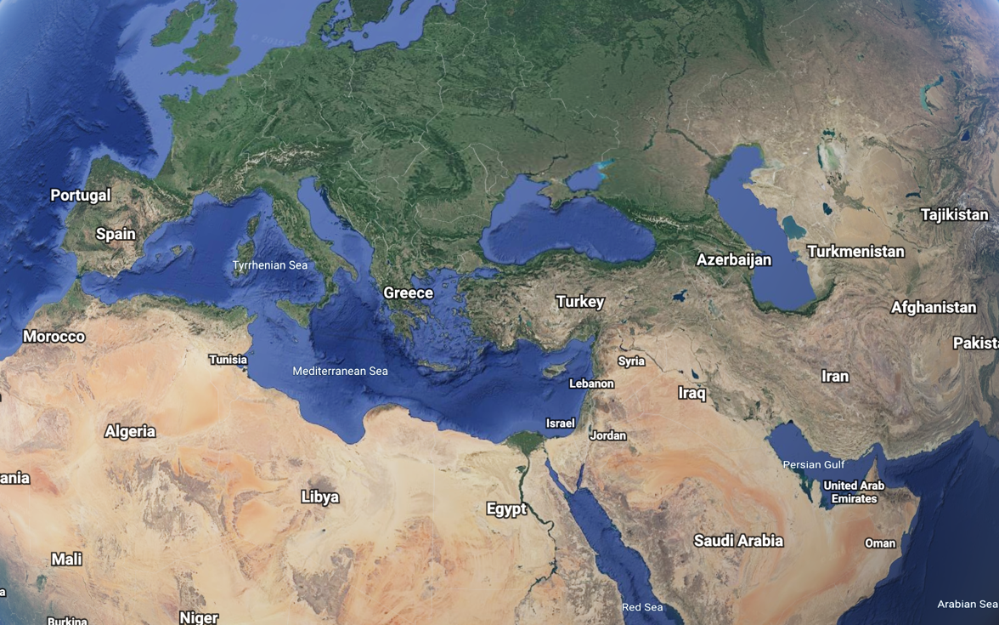 Portugal
Spain
Tyrrhenian Sea
Greece
Turkey
Azerbaijan
Turkmenistan
Tajikistan
Afghanistan
Pakist
Morocco
Tunisia
Mediterranean Sea
Syria
Lebanon
Iraq
Iran
Israel
Jordan
Algeria
Persian Gulf
ania
Libya
Egypt
United Arab
Emirates
Saudi Arabia
Oman
Mali
a
Niger
Burkina
Red Sea
Arabian Sea